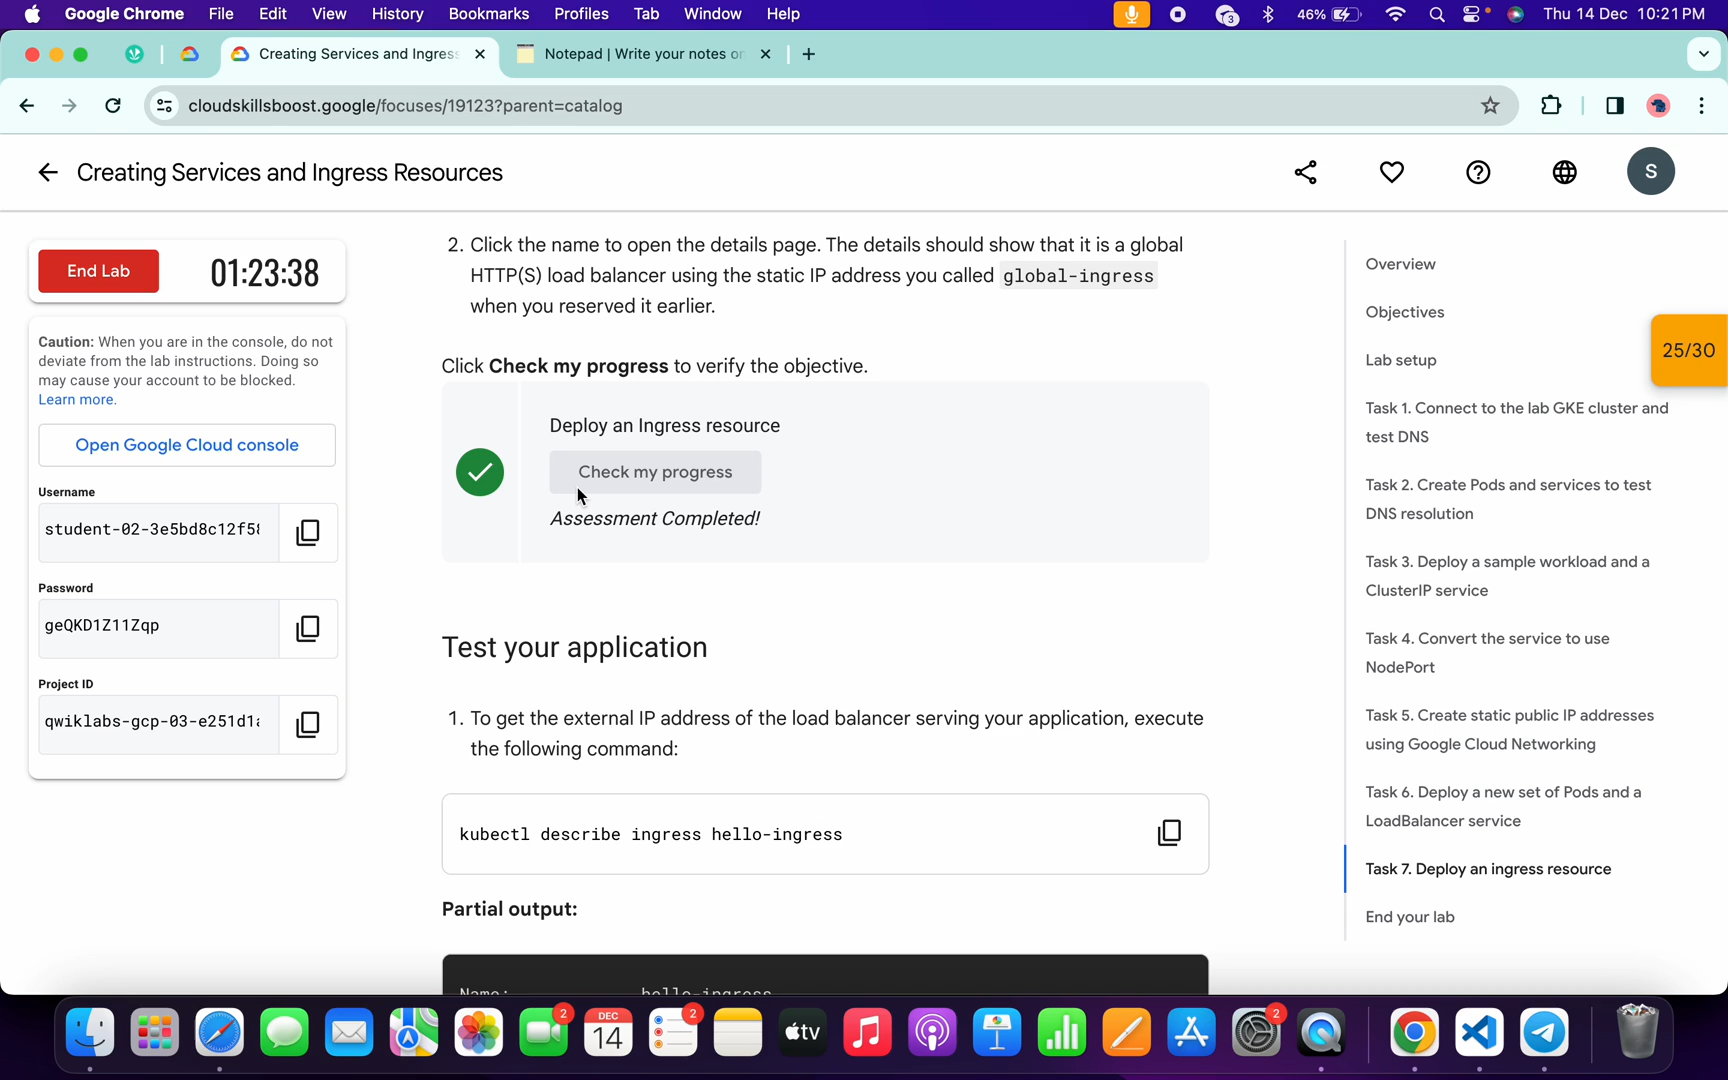 Google Chrome File Edit View History Bookmarks Profiles Tab Window Help 3 46% Thu 14 Dec 10:21 PM
Creating Services and Ingress
Notepad | Write your notes on
cloudskillsboost.google/focuses/19123?parent=catalog
Creating Services and Ingress Resources
S
End Lab 01:23:38
Caution: When you are in the console, do not
deviate from the lab instructions. Doing so
may cause your account to be blocked.
Learn more.
Open Google Cloud console
Username
student-02-3e5bd8c12f58
Password
geQKD1Z11Zqp
Project ID
qwiklabs-gcp-03-e251d1
2. Click the name to open the details page. The details should show that it is a global
HTTP(S) load balancer using the static IP address you called global-ingress
when you reserved it earlier.
Click Check my progress to verify the objective.
Deploy an Ingress resource
Check my progress
Assessment Completed!
Test your application
1. To get the external IP address of the load balancer serving your application, execute
the following command:
kubectl describe ingress hello-ingress
Partial output:
Name: hello-ingress
Overview
Objectives
Lab setup
Task 1. Connect to the lab GKE cluster and
test DNS
Task 2. Create Pods and services to test
DNS resolution
Task 3. Deploy a sample workload and a
ClusterIP service
Task 4. Convert the service to use
NodePort
Task 5. Create static public IP addresses
using Google Cloud Networking
Task 6. Deploy a new set of Pods and a
LoadBalancer service
Task 7. Deploy an ingress resource
End your lab
25/30
2
DEC
14
2
tv
2